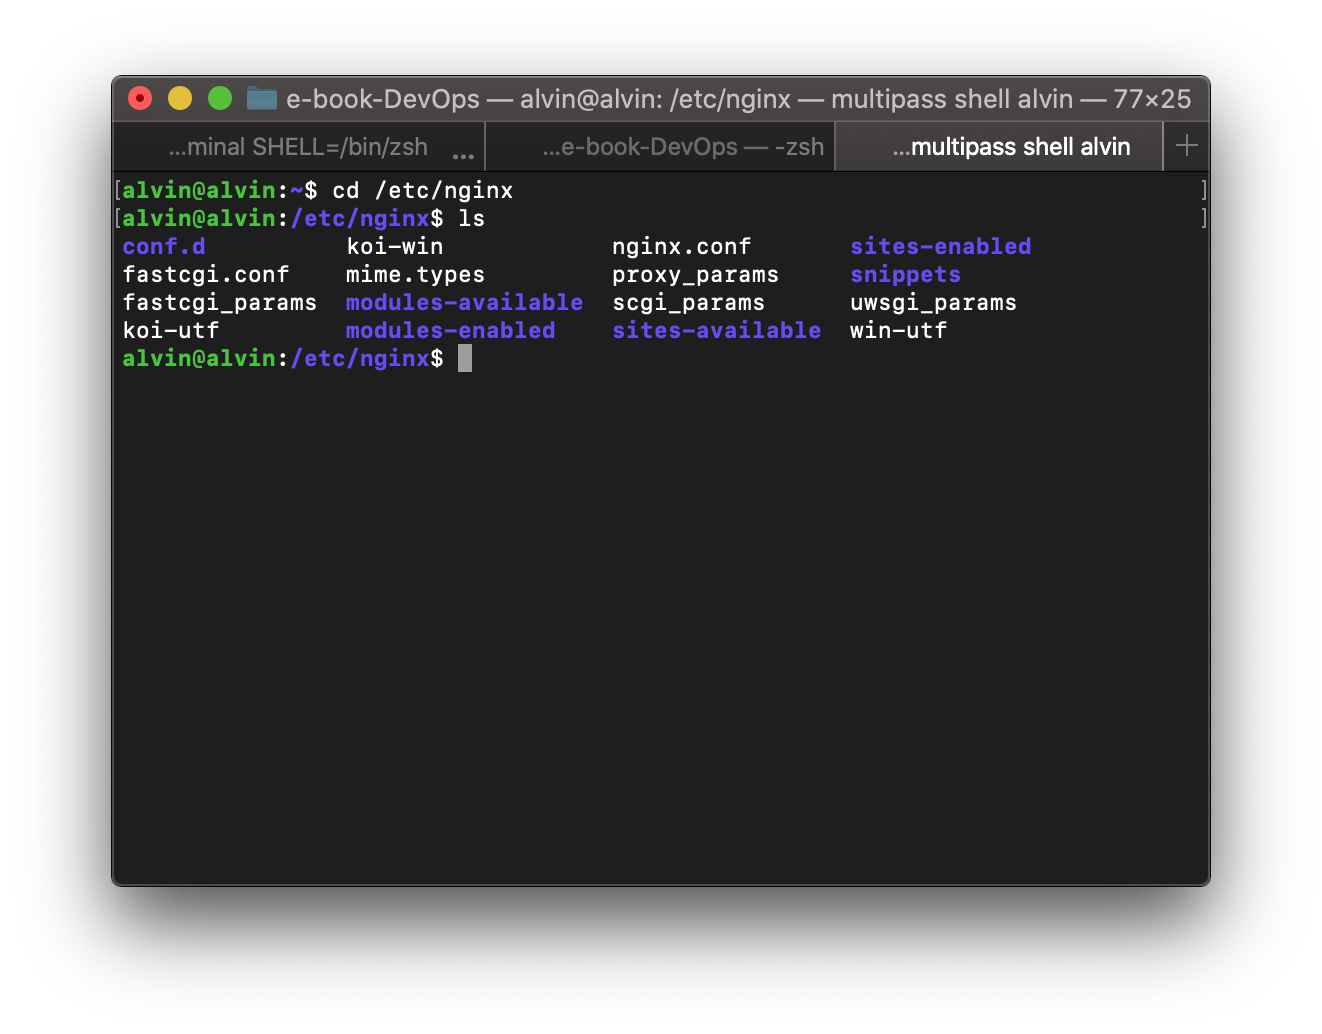 e-book-DevOps — alvin@alvin: /etc/nginx — multipass shell alvin — 77×25
...minal SHELL=/bin/zsh ... ...e-book-DevOps — -zsh ...multipass shell alvin +
[alvin@alvin:~$ cd /etc/nginx ]
[alvin@alvin:/etc/nginx$ ls ]
conf.d koi-win nginx.conf sites-enabled
fastcgi.conf mime.types proxy_params snippets
fastcgi_params modules-available scgi_params uwsgi_params
koi-utf modules-enabled sites-available win-utf
alvin@alvin:/etc/nginx$